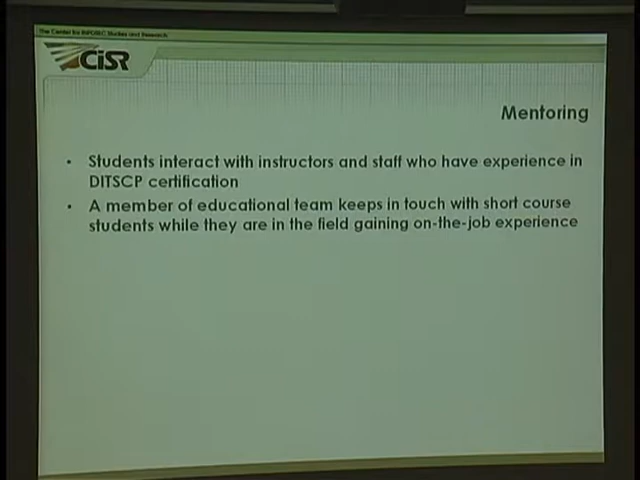 The Center for INFOSEC Studies and Research
CISR
Mentoring
• Students interact with instructors and staff who have experience in
DITSCP certification
• A member of educational team keeps in touch with short course
students while they are in the field gaining on-the-job experience